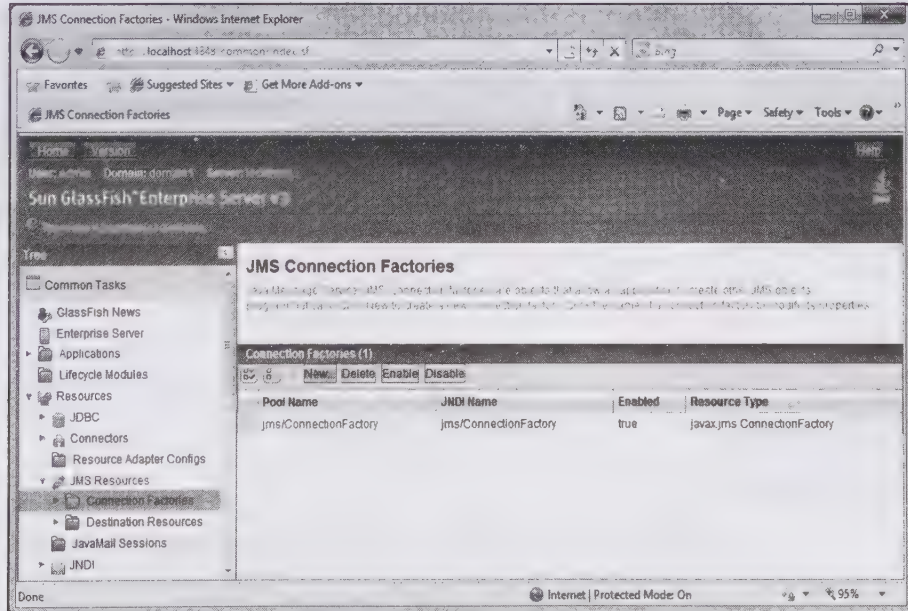 JMS Connection Factories - Windows Internet Explorer
localhost
Favorites Suggested Sites Get More Add-ons
JMS Connection Factories Page Safety Tools
Home Version Help
User: admin Domain: domain1 Server: localhost
Sun GlassFish™ Enterprise Server v3
Tree
Common Tasks
GlassFish News
Enterprise Server
Applications
Lifecycle Modules
Resources
JDBC
Connectors
Resource Adapter Configs
JMS Resources
Connection Factories
Destination Resources
JavaMail Sessions
JNDI
JMS Connection Factories
Connection Factories (1)
New... Delete Enable Disable
Pool Name JNDI Name Enabled Resource Type
jms/ConnectionFactory jms/ConnectionFactory true javax.jms.ConnectionFactory
Done Internet | Protected Mode: On 95%